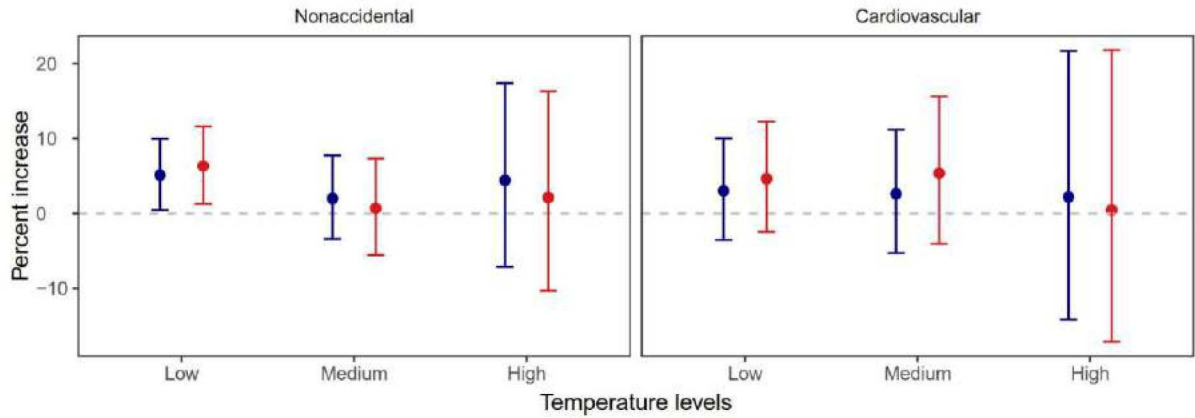 Nonaccidental
Cardiovascular
Percent increase
20
10
0
−10
Low
Medium
High
Low
Medium
High
Temperature levels